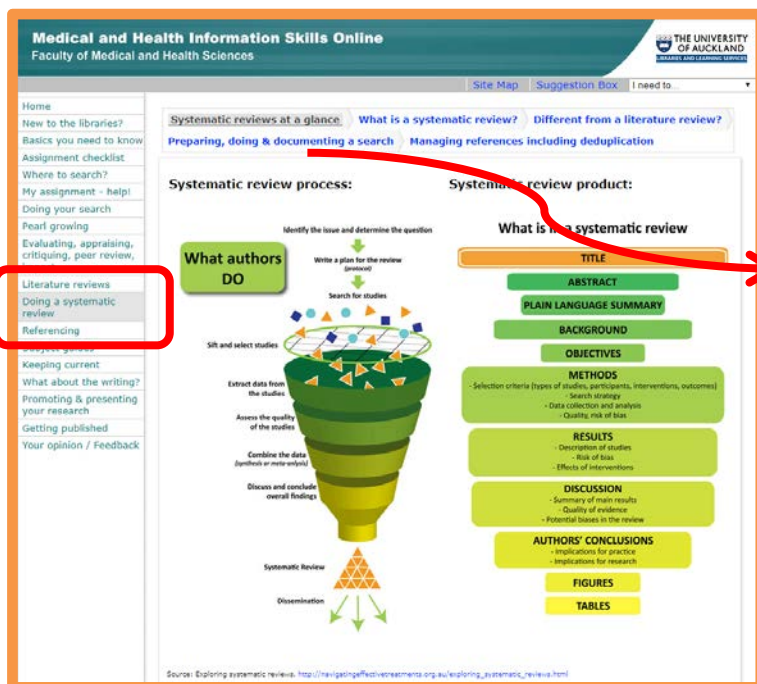 Medical and Health Information Skills Online
Faculty of Medical and Health Sciences
THE UNIVERSITY
OF AUCKLAND
LIBRARIES AND LEARNING SERVICES
Site Map
Suggestion Box
I need to...
Home
New to the libraries?
Basics you need to know
Assignment checklist
Where to search?
My assignment - help!
Doing your search
Pearl growing
Evaluating, appraising,
critiquing, peer review,
Literature reviews
Doing a systematic
review
Referencing
Keeping current
What about the writing?
Promoting & presenting
your research
Getting published
Your opinion / Feedback
Systematic reviews at a glance
What is a systematic review?
Different from a literature review?
Preparing, doing & documenting a search
Managing references including deduplication
Systematic review process:
What authors
DO
Identify the issue and determine the question
Write a plan for the review
(protocol)
Search for studies
Sift and select studies
Extract data from
the studies
Assess the quality
of the studies
Combine the data
(synthesis or meta-anlysis)
Discuss and conclude
overall findings
Systematic Review
Dissemination
Systematic review product:
What is in a systematic review
TITLE
ABSTRACT
PLAIN LANGUAGE SUMMARY
BACKGROUND
OBJECTIVES
METHODS
- Selection criteria (types of studies, participants, interventions, outcomes)
- Search strategy
- Data collection and analysis
- Quality, risk of bias
RESULTS
- Description of studies
- Risk of bias
- Effects of interventions
DISCUSSION
- Summary of main results
- Quality of evidence
- Potential biases in the review
AUTHORS' CONCLUSIONS
- Implications for practice
- Implications for research
FIGURES
TABLES
Source: Exploring systematic reviews. http://navigatingeffectivetreatments.org.au/exploring_systematic_reviews.html